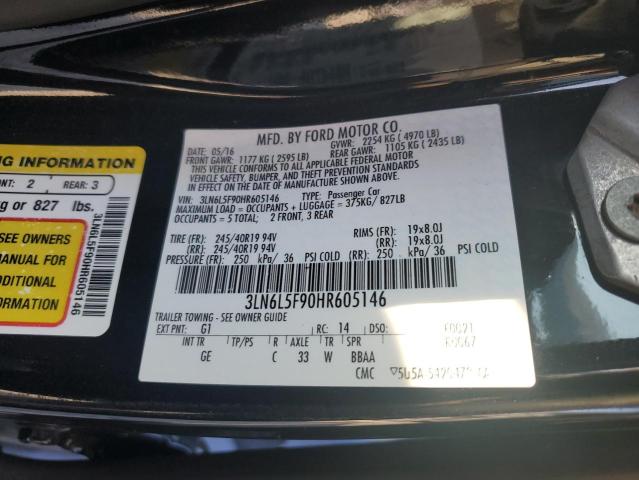 NG INFORMATION
NT: 2 REAR: 3
kg or 827 lbs.
SEE OWNERS
MANUAL FOR
ADDITIONAL
FORMATION
3LN6L5F90HR605146
MFD. BY FORD MOTOR CO.
DATE: 05/16 GVWR: 2254 KG ( 4970 LB)
FRONT GAWR: 1177 KG ( 2595 LB) REAR GAWR: 1105 KG ( 2435 LB)
THIS VEHICLE CONFORMS TO ALL APPLICABLE FEDERAL MOTOR
VEHICLE SAFETY, BUMPER, AND THEFT PREVENTION STANDARDS
IN EFFECT ON THE DATE OF MANUFACTURE SHOWN ABOVE.
VIN: 3LN6L5F90HR605146 TYPE: Passenger Car
MAXIMUM LOAD = OCCUPANTS + LUGGAGE = 375KG/ 827LB
OCCUPANTS = 5 TOTAL; 2 FRONT, 3 REAR
TIRE (FR): 245/40R19 94V RIMS (FR): 19x8.0J
(RR): 245/40R19 94V (RR): 19x8.0J
PRESSURE (FR): 250 kPa/ 36 PSI COLD (RR): 250 kPa/ 36 PSI COLD
3LN6L5F90HR605146
TRAILER TOWING - SEE OWNER GUIDE
EXT PNT: G1 RC: 14 DSO: F0021
INT TR TP/PS R AXLE TR SPR R0067
GE C 33 W BBAA
CMC